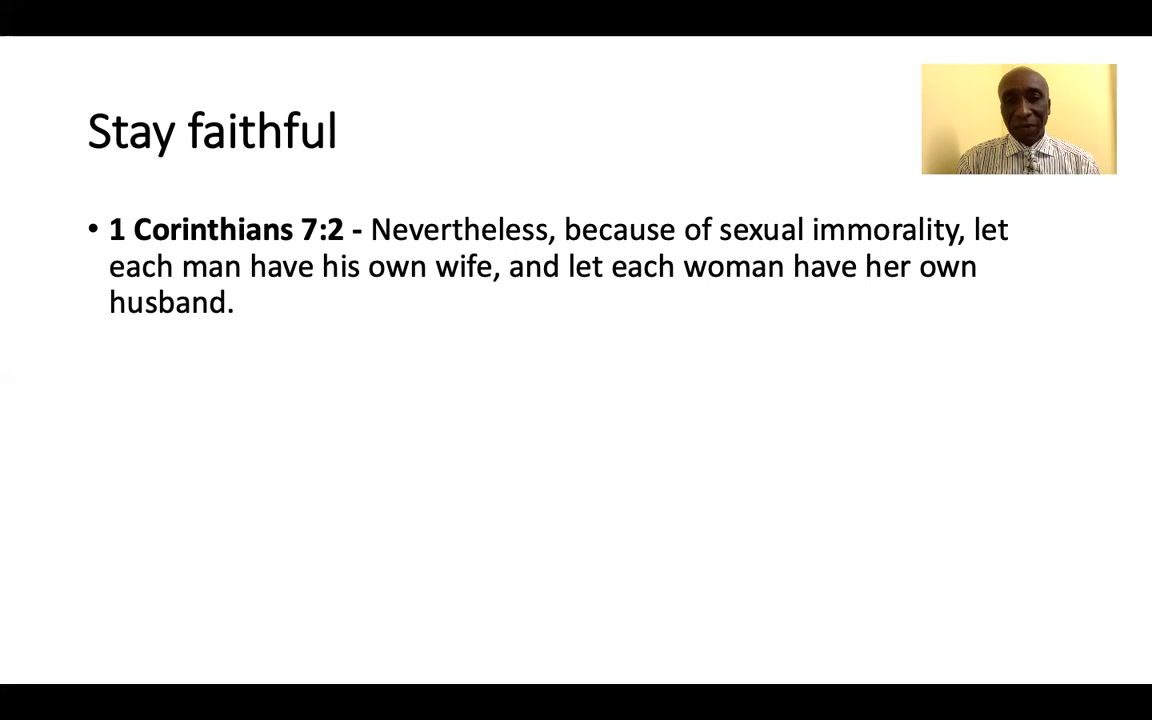 Stay faithful
• 1 Corinthians 7:2 - Nevertheless, because of sexual immorality, let
each man have his own wife, and let each woman have her own
husband.